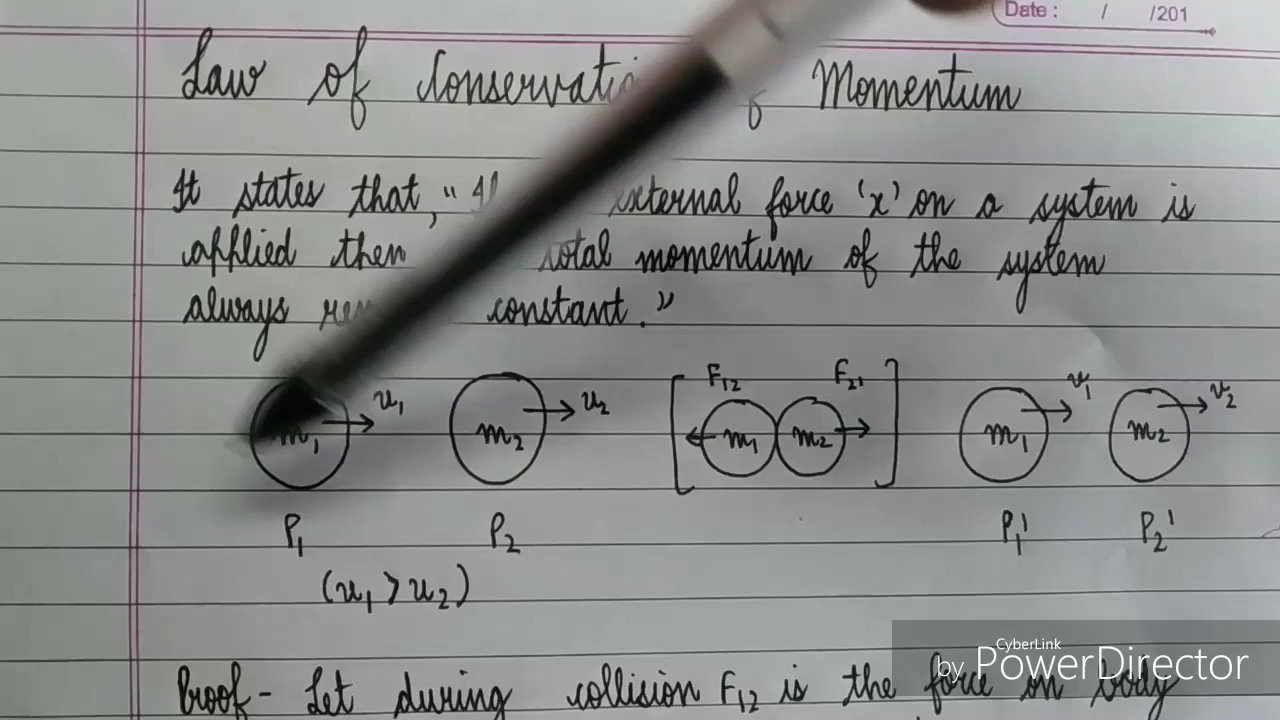 Date : / /201
Law of Conservati Momentum
It states that, " external force 'x' on a system is
applied then total momentum of the system
always constant."
u₁ u₂ F₁₂ F₂₁ v₁ v₂
m₁ m₂ m₁ m₂ m₁ m₂
P₁ P₂ P₁' P₂'
(u₁ > u₂)
Proof - Let during collision F₁₂ is the force on body
CyberLink
by PowerDirector